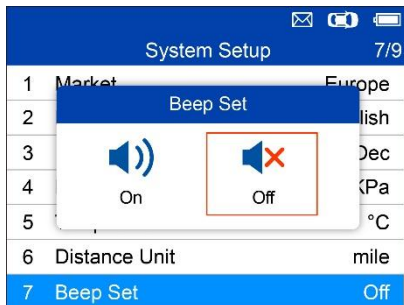 System Setup 7/9
1 Market Europe
Beep Set
2 lish
3 Dec
4 KPa
On Off
5 °C
6 Distance Unit mile
7 Beep Set Off